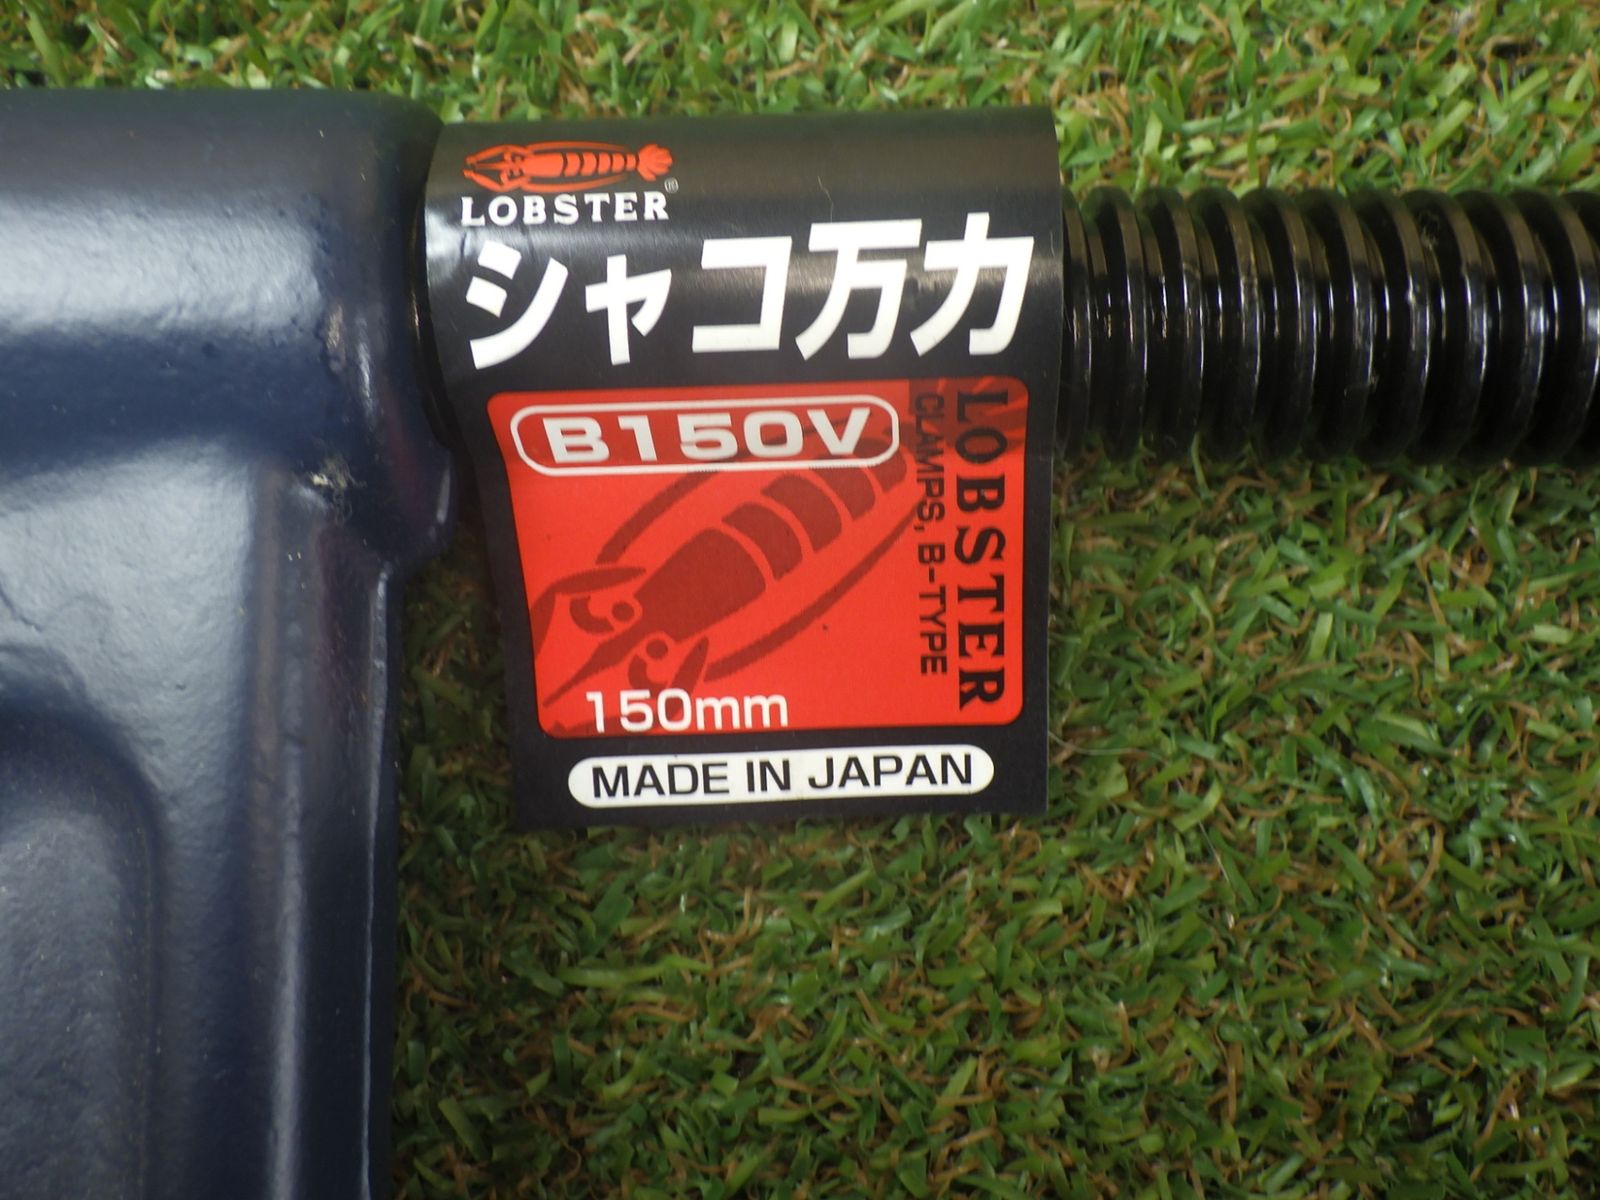 LOBSTER®
シャコ万力
B150V
LOBSTER
CLAMPS, B-TYPE
150mm
MADE IN JAPAN